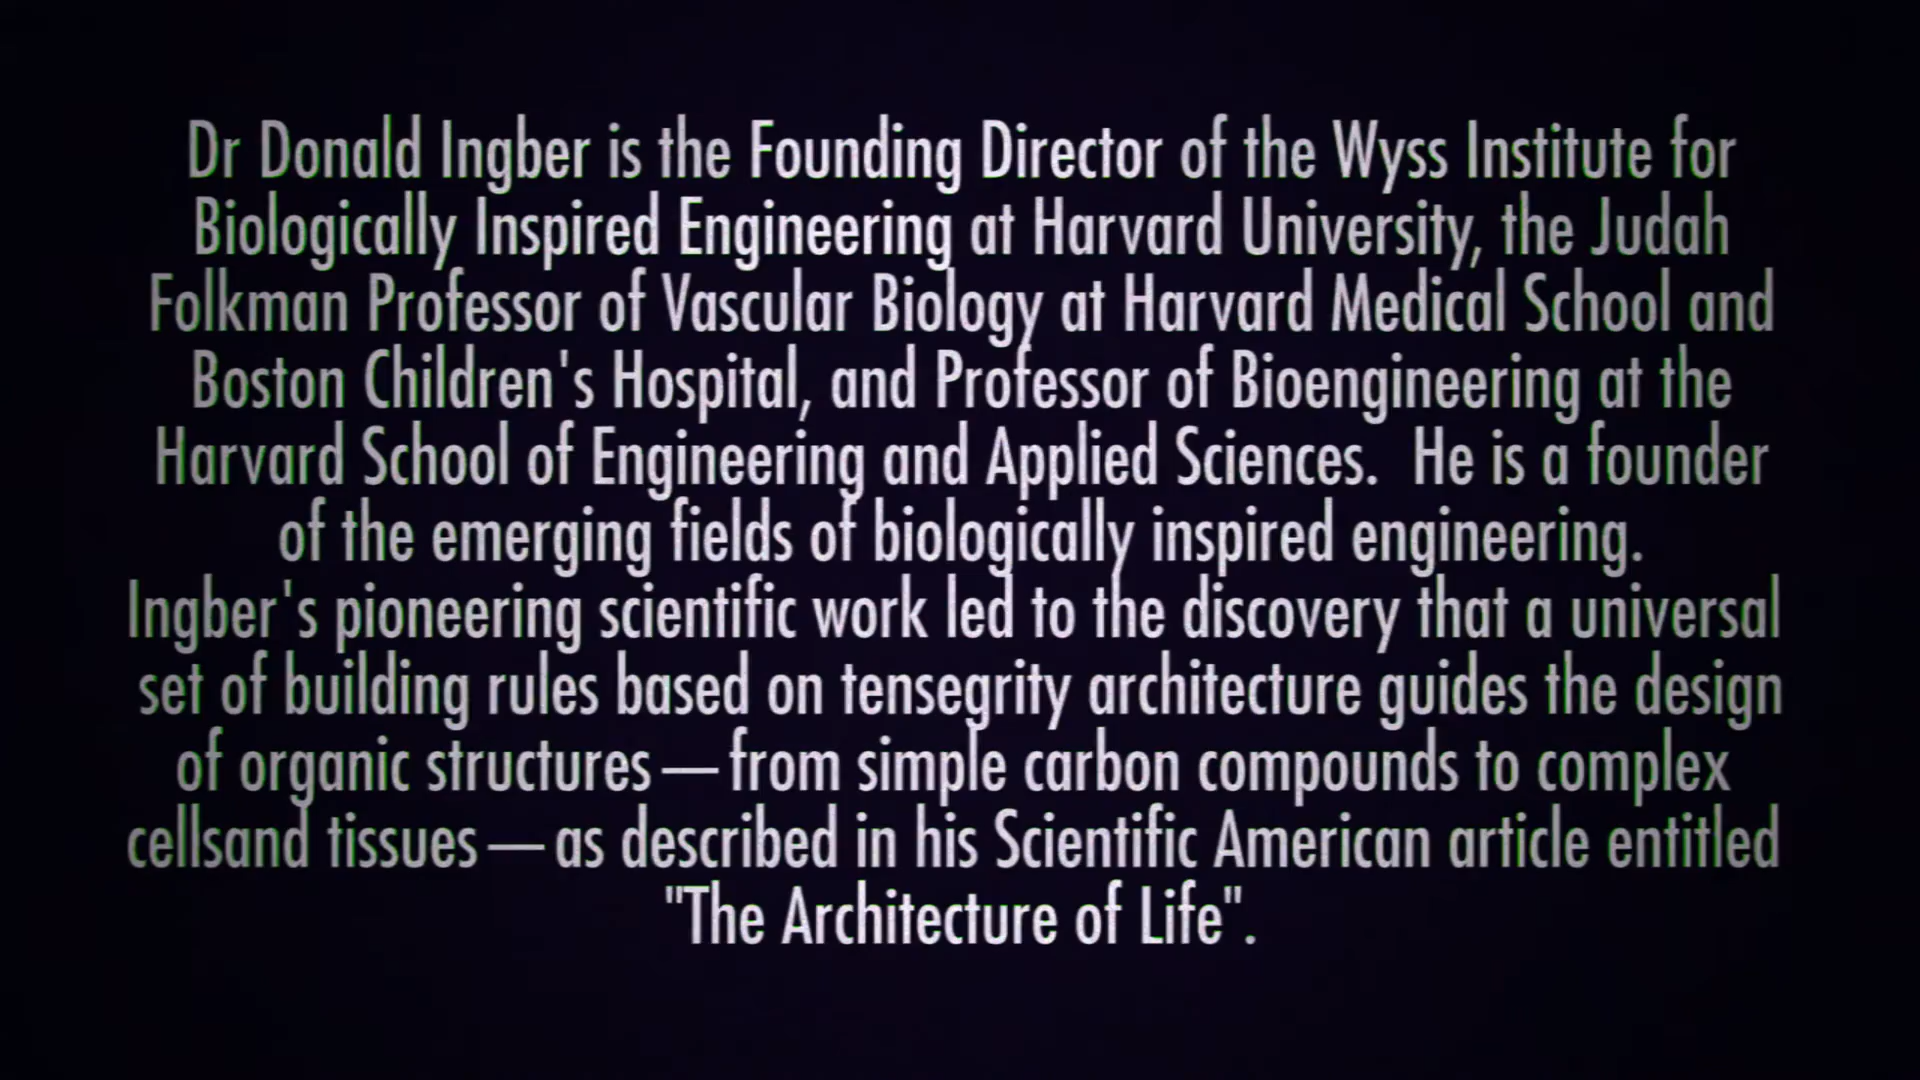 Dr Donald Ingber is the Founding Director of the Wyss Institute for
Biologically Inspired Engineering at Harvard University, the Judah
Folkman Professor of Vascular Biology at Harvard Medical School and
Boston Children's Hospital, and Professor of Bioengineering at the
Harvard School of Engineering and Applied Sciences.  He is a founder
of the emerging fields of biologically inspired engineering.
Ingber's pioneering scientific work led to the discovery that a universal
set of building rules based on tensegrity architecture guides the design
of organic structures — from simple carbon compounds to complex
cellsand tissues — as described in his Scientific American article entitled
"The Architecture of Life".